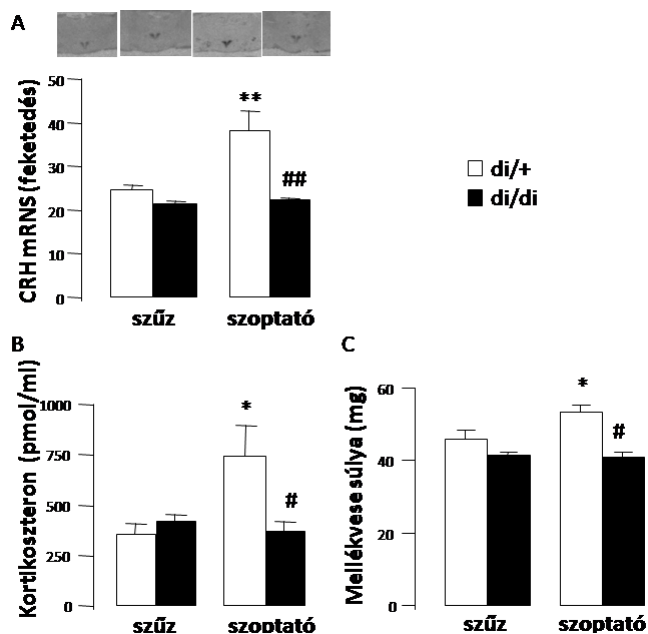 A
CRH mRNS (feketedés)
50
40
30
20
10
0
**
##
szűz
szoptató
di/+
di/di
B
Kortikoszteron (pmol/ml)
1000
750
500
250
0
*
#
szűz
szoptató
C
Mellékvese súlya (mg)
60
40
20
0
*
#
szűz
szoptató